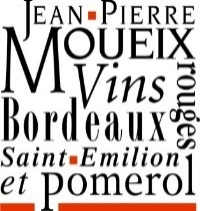 JEAN-PIERRE
MOUEIX
Vins
rouges
Bordeaux
Saint-Emilion
et pomerol